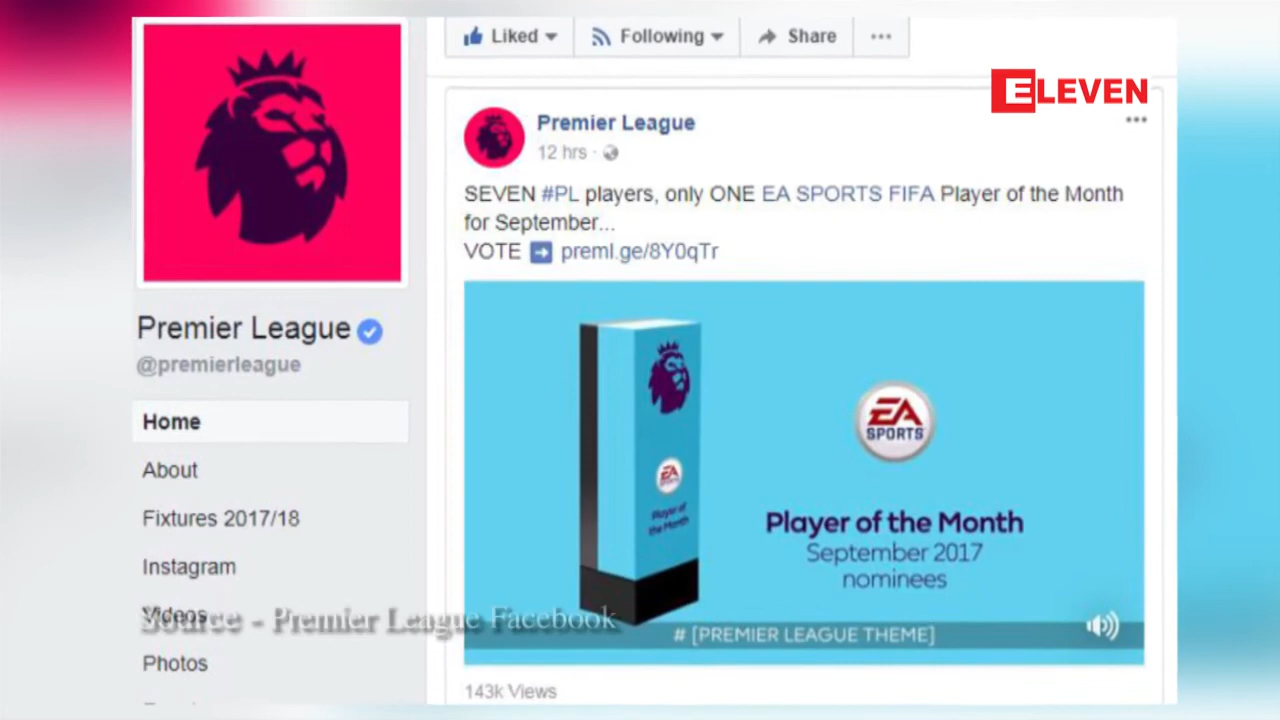 Liked
Following
Share
ELEVEN
Premier League
12 hrs
SEVEN #PL players, only ONE EA SPORTS FIFA Player of the Month
for September...
VOTE ➡ preml.ge/8Y0qTr
Premier League
@premierleague
Home
About
Fixtures 2017/18
Instagram
Videos
Photos
EA
SPORTS
Player of
the Month
EA
SPORTS
Player of the Month
September 2017
nominees
# [PREMIER LEAGUE THEME]
Source - Premier League Facebook
143k Views